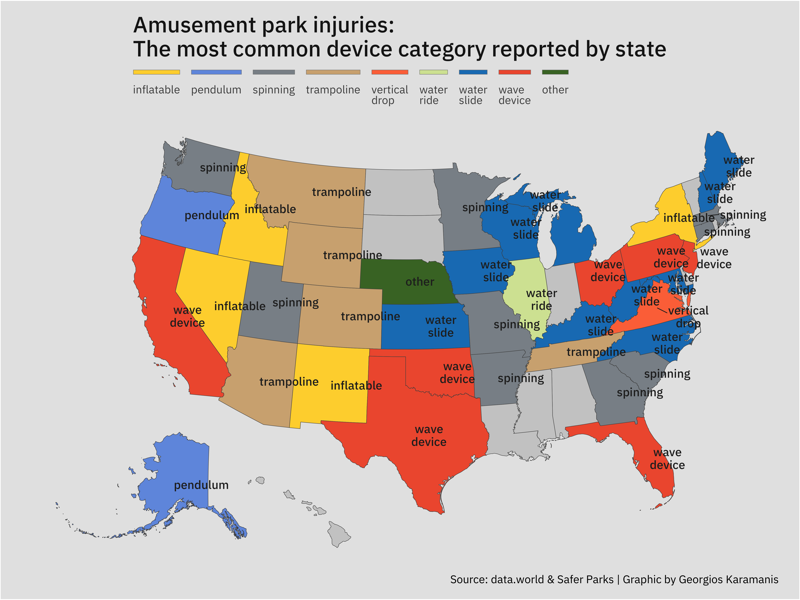 Amusement park injuries:
The most common device category reported by state
inflatable
pendulum
spinning
trampoline
vertical
drop
water
ride
water
slide
wave
device
other
spinning
pendulum
inflatable
trampoline
trampoline
spinning
water
slide
water
slide
water
slide
water
slide
inflatable
spinning
spinning
wave
device
wave
device
wave
device
water
slide
water
slide
vertical
drop
other
water
slide
water
ride
wave
device
inflatable
spinning
trampoline
water
slide
spinning
water
slide
water
slide
trampoline
inflatable
trampoline
wave
device
spinning
trampoline
spinning
spinning
wave
device
wave
device
pendulum
Source: data.world & Safer Parks | Graphic by Georgios Karamanis